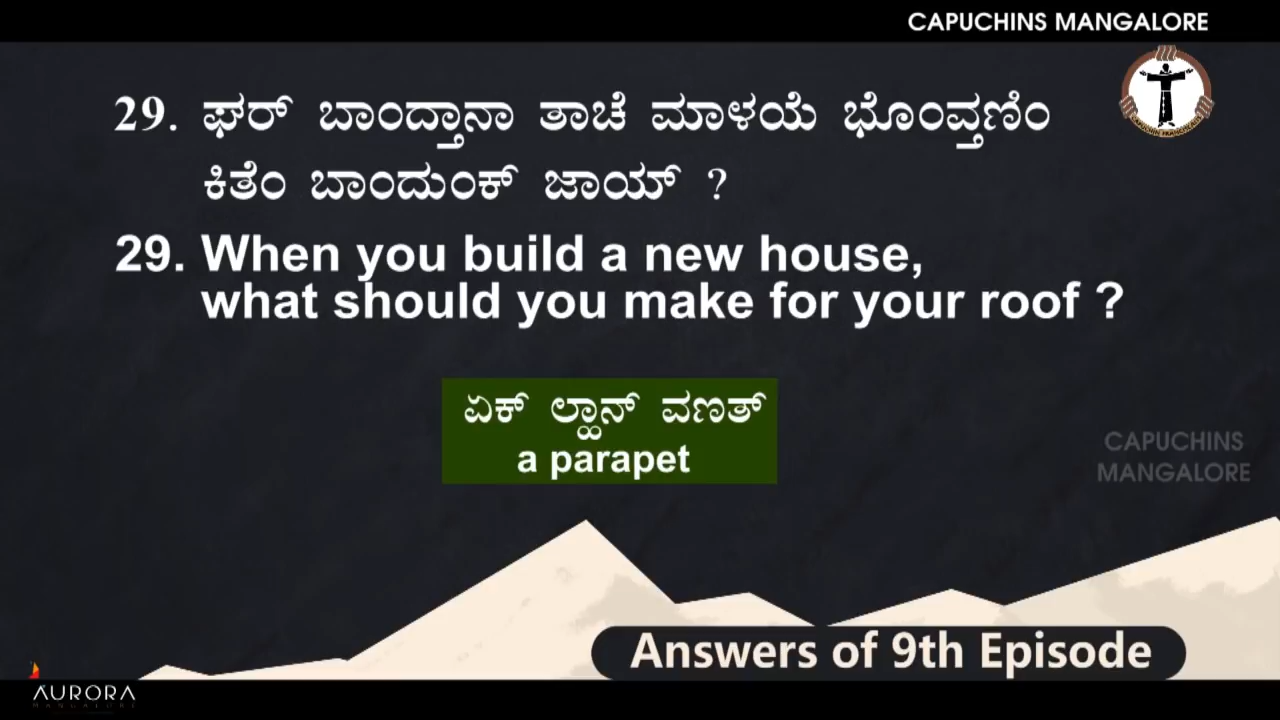 CAPUCHINS MANGALORE
29. ಘರ್ ಬಾಂದ್ತಾನಾ ತಾಚೆ ಮಾಳಯೆ ಭೊಂವ್ತಣಿಂ
ಕಿತೆಂ ಬಾಂದುಂಕ್ ಜಾಯ್ ?
29. When you build a new house,
what should you make for your roof ?
ಏಕ್ ಲ್ಹಾನ್ ವಣತ್
a parapet
CAPUCHINS
MANGALORE
Answers of 9th Episode
AURORA
MANGALORE